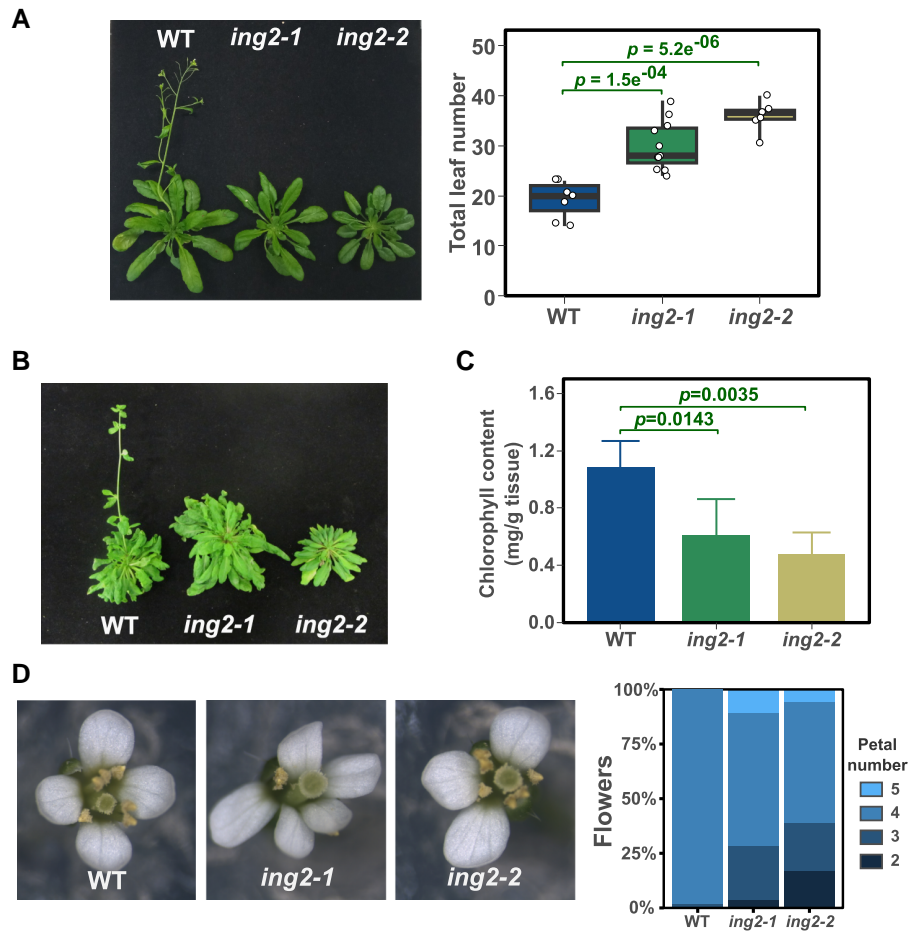 A
WT ing2-1 ing2-2
Total leaf number
50
40
30
20
10
0
p = 5.2e-06
p = 1.5e-04
WT ing2-1 ing2-2
B
WT ing2-1 ing2-2
C
Chlorophyll content
(mg/g tissue)
1.6
1.2
0.8
0.4
0.0
p=0.0035
p=0.0143
WT ing2-1 ing2-2
D
WT ing2-1 ing2-2
Flowers
100%
75%
50%
25%
0%
WT ing2-1 ing2-2
Petal
number
5
4
3
2